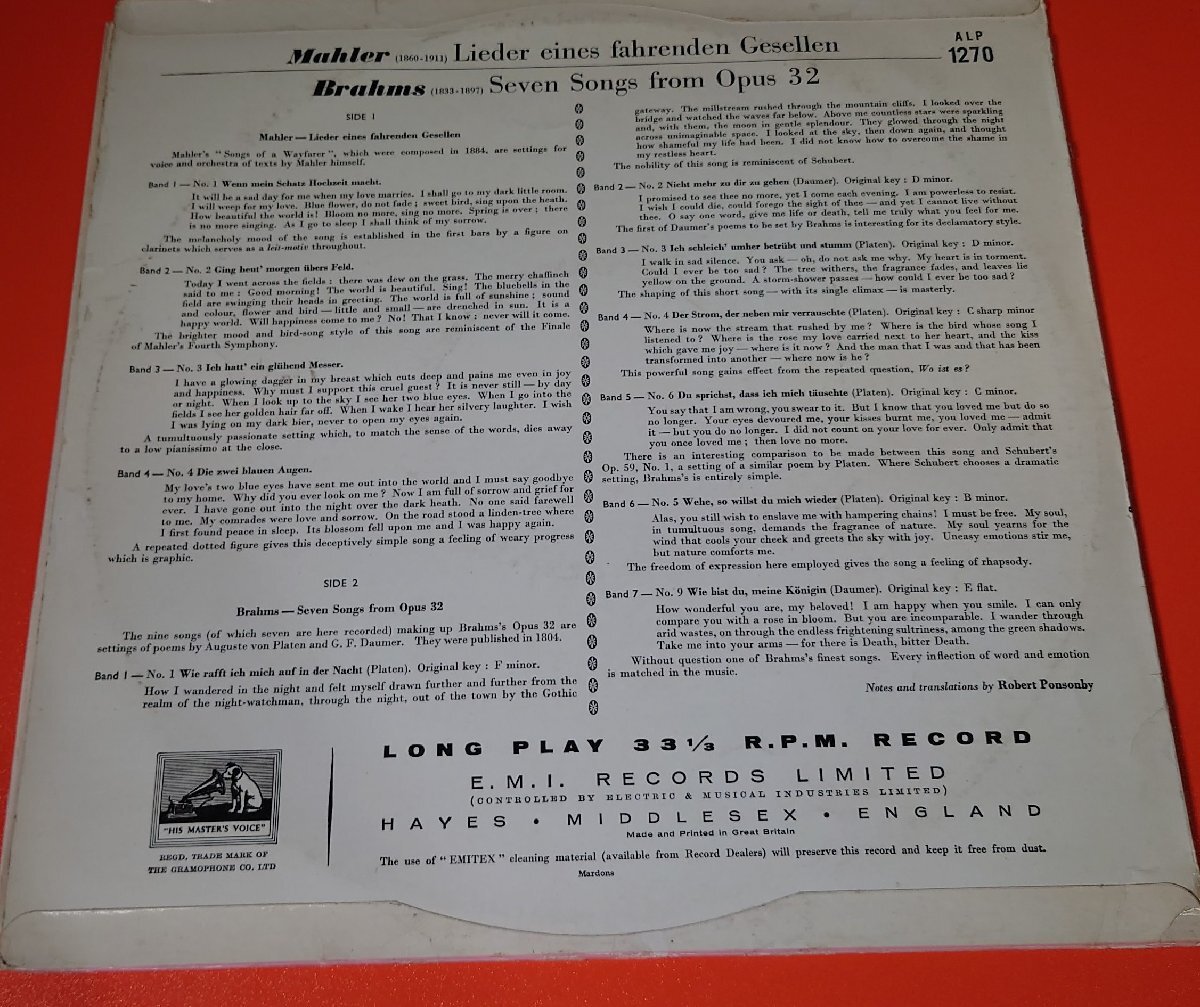 Mahler (1860-1911) Lieder eines fahrenden Gesellen
ALP
1270
Brahms (1833-1897) Seven Songs from Opus 32
SIDE 1
Mahler — Lieder eines fahrenden Gesellen
Mahler's "Songs of a Wayfarer", which were composed in 1884, are settings for
voice and orchestra of texts by Mahler himself.
Band 1 — No. 1 Wenn mein Schatz Hochzeit macht.
It will be a sad day for me when my love marries. I shall go to my dark little room.
I will weep for my love. Blue flower, do not fade; sweet bird, sing upon the heath.
How beautiful the world is! Bloom no more, sing no more. Spring is over; there
is no more singing. As I go to sleep I shall think of my sorrow.
The melancholy mood of the song is established in the first bars by a figure on
clarinets which serves as a leit-motiv throughout.
Band 2 — No. 2 Ging heut' morgen übers Feld.
Today I went across the fields: there was dew on the grass. The merry chaffinch
said to me: Good morning! The world is beautiful. Sing! The bluebells in the
field are swinging their heads in greeting. The world is full of sunshine; sound
and colour, flower and bird — little and small — are drenched in sun. It is a
happy world. Will happiness come to me? No! That I know: never will it come.
The brighter mood and bird-song style of this song are reminiscent of the Finale
of Mahler's Fourth Symphony.
Band 3 — No. 3 Ich hatt' ein glühend Messer.
I have a glowing dagger in my breast which cuts deep and pains me even in joy
and happiness. Why must I support this cruel guest? It is never still — by day
or night. When I look up to the sky I see her two blue eyes. When I go into the
fields I see her golden hair far off. When I wake I hear her silvery laughter. I wish
I was lying on my dark bier, never to open my eyes again.
A tumultuously passionate setting which, to match the sense of the words, dies away
to a low pianissimo at the close.
Band 4 — No. 4 Die zwei blauen Augen.
My love's two blue eyes have sent me out into the world and I must say goodbye
to my home. Why did you ever look on me? Now I am full of sorrow and grief for
ever. I have gone out into the night over the dark heath. No one said farewell
to me. My comrades were love and sorrow. On the road stood a linden-tree where
I first found peace in sleep. Its blossom fell upon me and I was happy again.
A repeated dotted figure gives this deceptively simple song a feeling of weary progress
which is graphic.
SIDE 2
Brahms — Seven Songs from Opus 32
The nine songs (of which seven are here recorded) making up Brahms's Opus 32 are
settings of poems by Auguste von Platen and G. F. Daumer. They were published in 1864.
Band 1 — No. 1 Wie rafft ich mich auf in der Nacht (Platen). Original key: F minor.
How I wandered in the night and felt myself drawn further and further from the
realm of the night-watchman, through the night, out of the town by the Gothic
gateway. The millstream rushed through the mountain cliffs. I looked over the
bridge and watched the waves far below. Above me countless stars were sparkling
and, with them, the moon in gentle splendour. They glowed through the night
across unimaginable space. I looked at the sky, then down again, and thought
how shameful my life had been. I did not know how to overcome the shame in
my restless heart.
The nobility of this song is reminiscent of Schubert.
Band 2 — No. 2 Nicht mehr zu dir zu gehen (Daumer). Original key: D minor.
I promised to see thee no more, yet I come each evening. I am powerless to resist.
I wish I could die, could forego the sight of thee — and yet I cannot live without
thee. O say one word, give me life or death, tell me truly what you feel for me.
The first of Daumer's poems to be set by Brahms is interesting for its declamatory style.
Band 3 — No. 3 Ich schleich' umher betrübt und stumm (Platen). Original key: D minor.
I walk in sad silence. You ask — oh, do not ask me why. My heart is in torment.
Could I ever be too sad? The tree withers, the fragrance fades, and leaves lie
yellow on the ground. A storm-shower passes — how could I ever be too sad?
The shaping of this short song — with its single climax — is masterly.
Band 4 — No. 4 Der Strom, der neben mir verrauschte (Platen). Original key: C sharp minor
Where is now the stream that rushed by me? Where is the bird whose song I
listened to? Where is the rose my love carried next to her heart, and the kiss
which gave me joy — where is it now? And the man that I was and that has been
transformed into another — where now is he?
This powerful song gains effect from the repeated question, Wo ist es?
Band 5 — No. 6 Du sprichst, dass ich mich täuschte (Platen). Original key: C minor.
You say that I am wrong, you swear to it. But I know that you loved me but do so
no longer. Your eyes devoured me, your kisses burnt me, you loved me — admit
it — but you do no longer. I did not count on your love for ever. Only admit that
you once loved me; then love no more.
There is an interesting comparison to be made between this song and Schubert's
Op. 59, No. 1, a setting of a similar poem by Platen. Where Schubert chooses a dramatic
setting, Brahms's is entirely simple.
Band 6 — No. 5 Wehe, so willst du mich wieder (Platen). Original key: B minor.
Alas, you still wish to enslave me with hampering chains! I must be free. My soul,
in tumultuous song, demands the fragrance of nature. My soul yearns for the
wind that cools your cheek and greets the sky with joy. Uneasy emotions stir me,
but nature comforts me.
The freedom of expression here employed gives the song a feeling of rhapsody.
Band 7 — No. 9 Wie bist du, meine Königin (Daumer). Original key: E flat.
How wonderful you are, my beloved! I am happy when you smile. I can only
compare you with a rose in bloom. But you are incomparable. I wander through
arid wastes, on through the endless frightening sultriness, among the green shadows.
Take me into your arms — for there is Death, bitter Death.
Without question one of Brahms's finest songs. Every inflection of word and emotion
is matched in the music.
Notes and translations by Robert Ponsonby
"HIS MASTER'S VOICE"
REGD. TRADE MARK OF
THE GRAMOPHONE CO. LTD
LONG PLAY 33⅓ R.P.M. RECORD
E.M.I. RECORDS LIMITED
(CONTROLLED BY ELECTRIC & MUSICAL INDUSTRIES LIMITED)
HAYES • MIDDLESEX • ENGLAND
Made and Printed in Great Britain
The use of "EMITEX" cleaning material (available from Record Dealers) will preserve this record and keep it free from dust.
Mardons